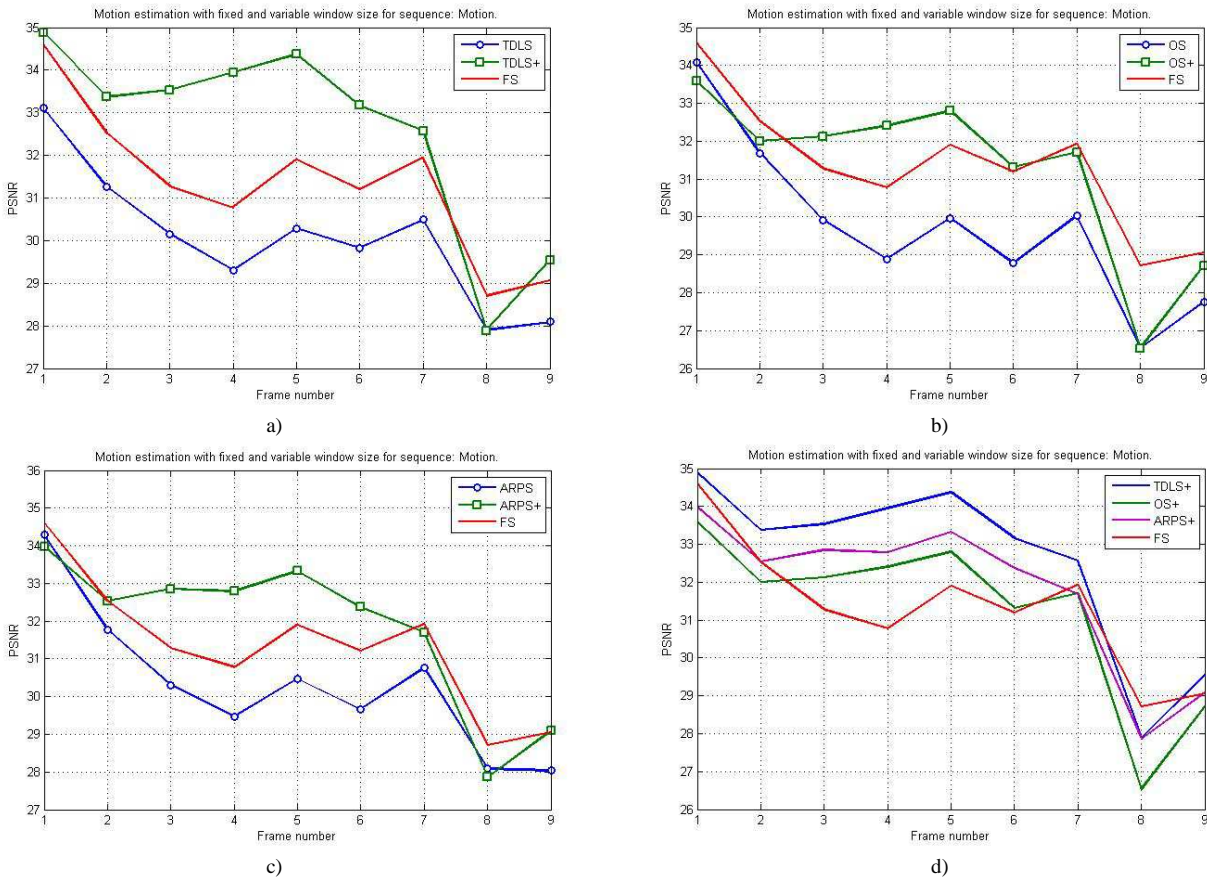 Motion estimation with fixed and variable window size for sequence: Motion.
35
34
33
32
31
30
29
28
27
PSNR
TDLS
TDLS+
FS
1 2 3 4 5 6 7 8 9
Frame number
a)
Motion estimation with fixed and variable window size for sequence: Motion.
35
34
33
32
31
30
29
28
27
26
PSNR
OS
OS+
FS
1 2 3 4 5 6 7 8 9
Frame number
b)
Motion estimation with fixed and variable window size for sequence: Motion.
36
35
34
33
32
31
30
29
28
27
PSNR
ARPS
ARPS+
FS
1 2 3 4 5 6 7 8 9
Frame number
c)
Motion estimation with fixed and variable window size for sequence: Motion.
35
34
33
32
31
30
29
28
27
26
PSNR
TDLS+
OS+
ARPS+
FS
1 2 3 4 5 6 7 8 9
Frame number
d)